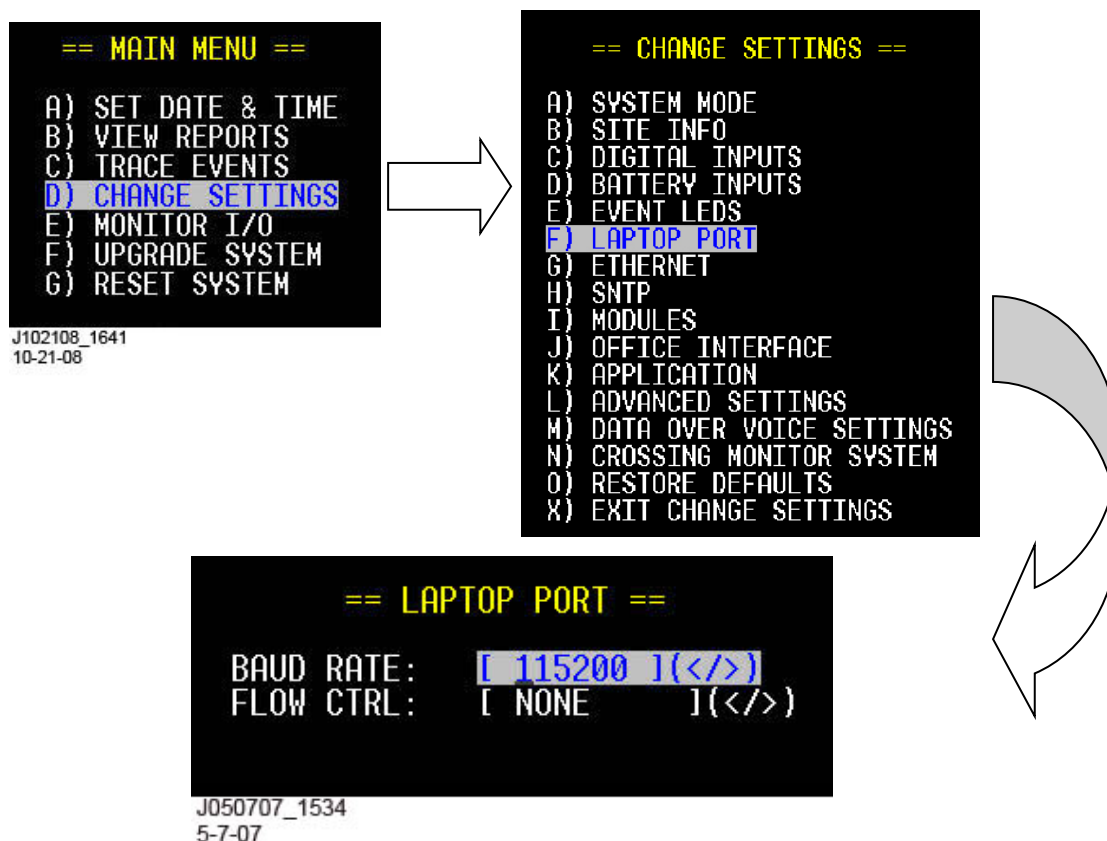 == MAIN MENU ==
A) SET DATE & TIME
B) VIEW REPORTS
C) TRACE EVENTS
D) CHANGE SETTINGS
E) MONITOR I/O
F) UPGRADE SYSTEM
G) RESET SYSTEM
J102108_1641
10-21-08
== CHANGE SETTINGS ==
A) SYSTEM MODE
B) SITE INFO
C) DIGITAL INPUTS
D) BATTERY INPUTS
E) EVENT LEDS
F) LAPTOP PORT
G) ETHERNET
H) SNTP
I) MODULES
J) OFFICE INTERFACE
K) APPLICATION
L) ADVANCED SETTINGS
M) DATA OVER VOICE SETTINGS
N) CROSSING MONITOR SYSTEM
O) RESTORE DEFAULTS
X) EXIT CHANGE SETTINGS
== LAPTOP PORT ==
BAUD RATE: [ 115200 ](</>)
FLOW CTRL: [ NONE ](</>)
J050707_1534
5-7-07